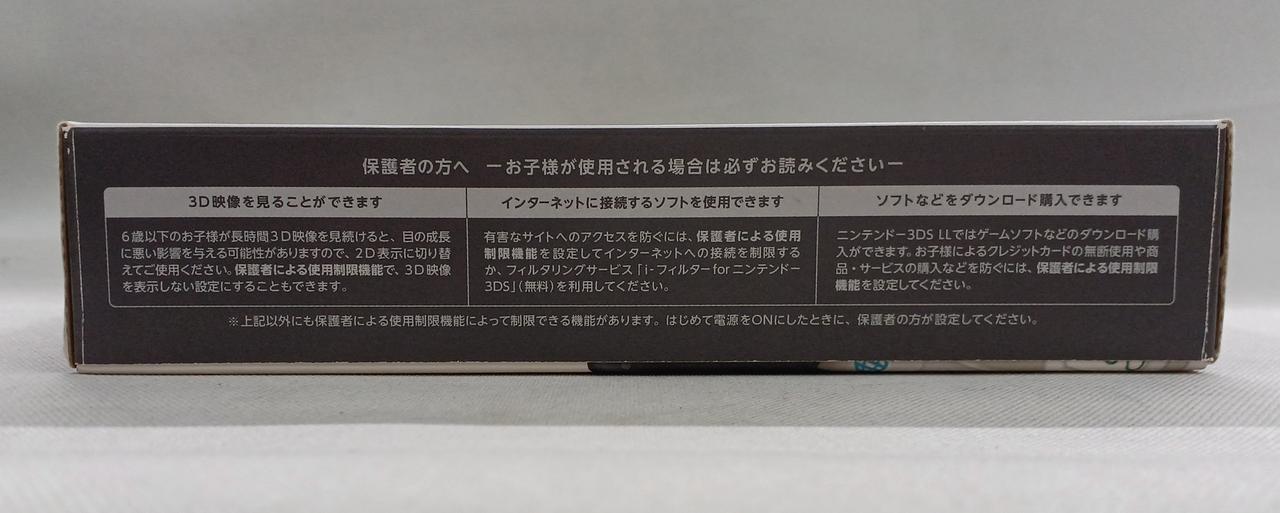 保護者の方へ ーお子様が使用される場合は必ずお読みくださいー
3D映像を見ることができます
6歳以下のお子様が長時間3D映像を見続けると、目の成長
に悪い影響を与える可能性がありますので、2D表示に切り替
えてご使用ください。保護者による使用制限機能で、3D映像
を表示しない設定にすることもできます。
インターネットに接続するソフトを使用できます
有害なサイトへのアクセスを防ぐには、保護者による使用
制限機能を設定してインターネットへの接続を制限する
か、フィルタリングサービス「i-フィルター for ニンテンドー
3DS」(無料)を利用してください。
ソフトなどをダウンロード購入できます
ニンテンドー3DS LLではゲームソフトなどのダウンロード購
入ができます。お子様によるクレジットカードの無断使用や商
品・サービスの購入などを防ぐには、保護者による使用制限
機能を設定してください。
※上記以外にも保護者による使用制限機能によって制限できる機能があります。はじめて電源をONにしたときに、保護者の方が設定してください。